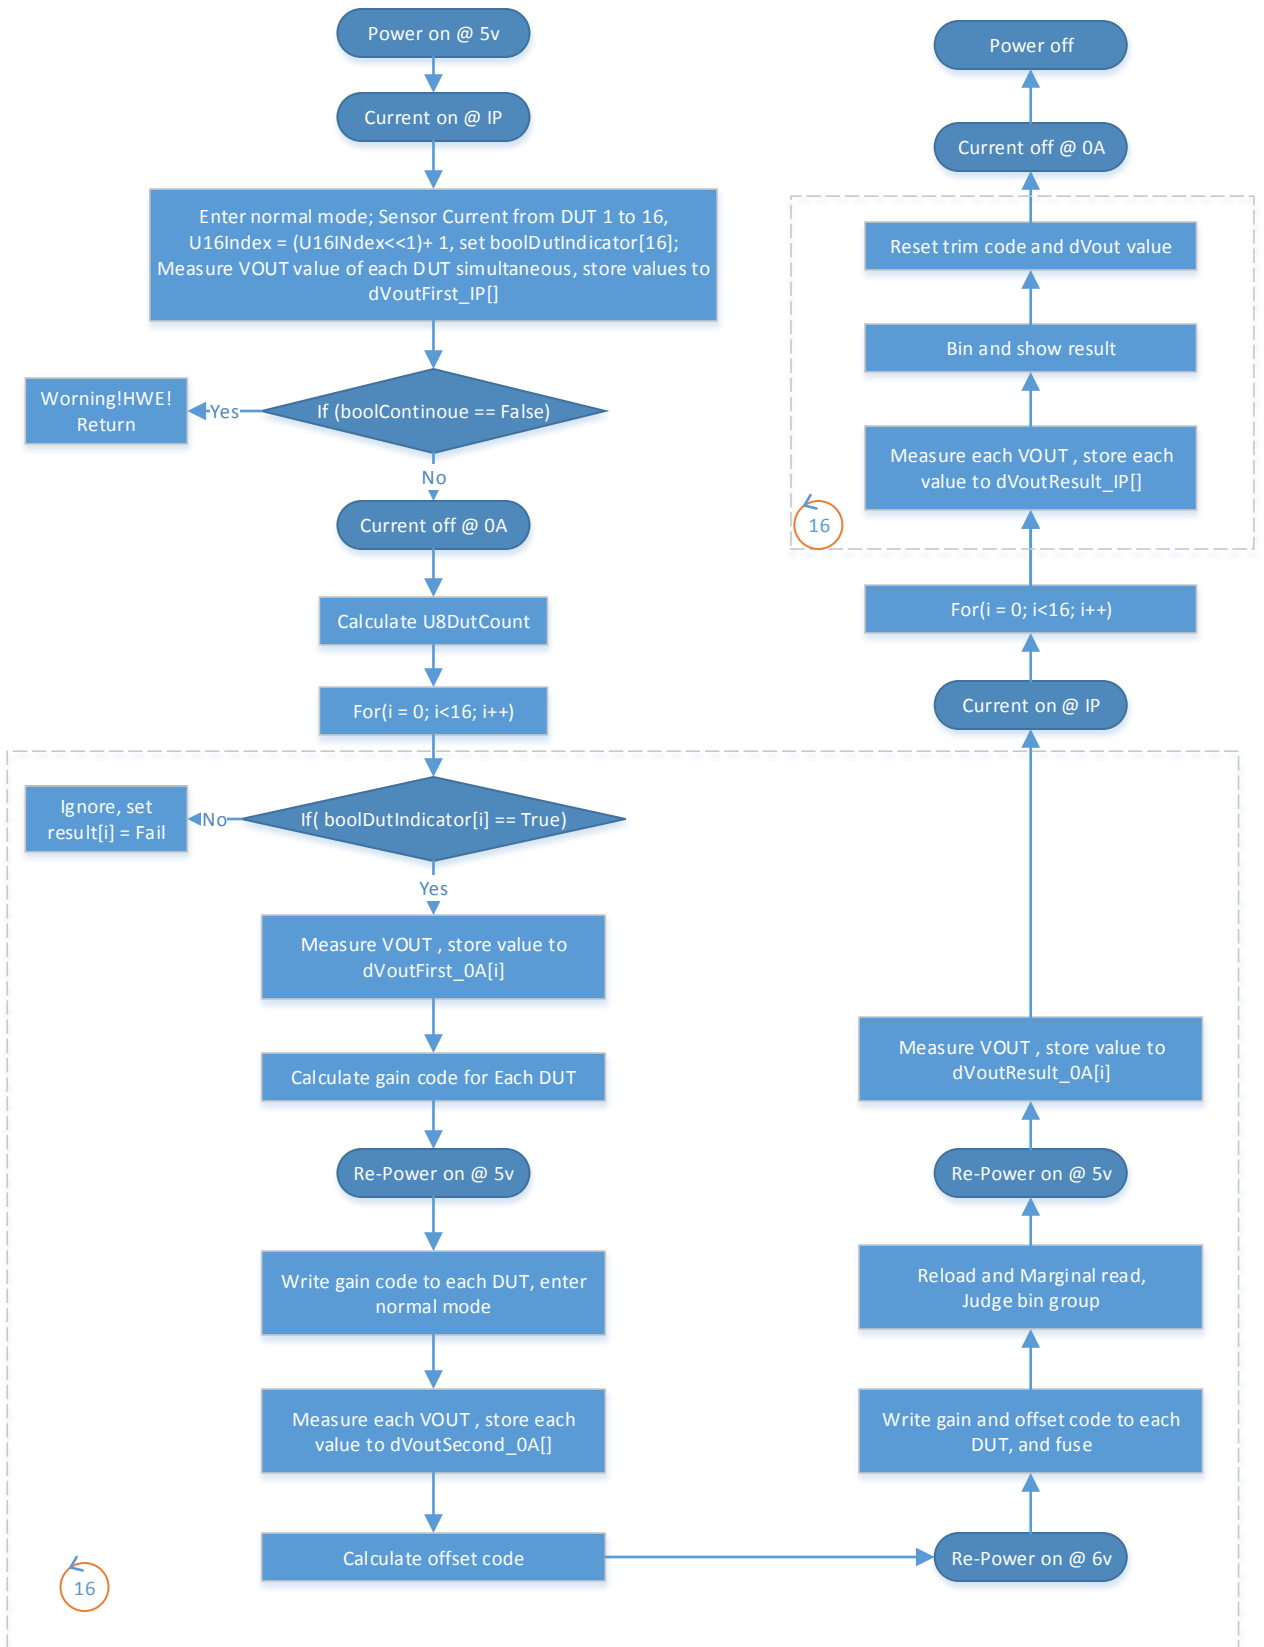 Power on @ 5v
Current on @ IP
Enter normal mode; Sensor Current from DUT 1 to 16,
U16Index = (U16INdex<<1)+ 1, set boolDutIndicator[16];
Measure VOUT value of each DUT simultaneous, store values to
dVoutFirst_IP[]
If (boolContinoue == False)
Yes
Worning!HWE!
Return
No
Current off @ 0A
Calculate U8DutCount
For(i = 0; i<16; i++)
If( boolDutIndicator[i] == True)
No
Ignore, set
result[i] = Fail
Yes
Measure VOUT , store value to
dVoutFirst_0A[i]
Calculate gain code for Each DUT
Re-Power on @ 5v
Write gain code to each DUT, enter
normal mode
Measure each VOUT , store each
value to dVoutSecond_0A[]
Calculate offset code
16
Re-Power on @ 6v
Write gain and offset code to each
DUT, and fuse
Reload and Marginal read,
Judge bin group
Re-Power on @ 5v
Measure VOUT , store value to
dVoutResult_0A[i]
Current on @ IP
For(i = 0; i<16; i++)
16
Measure each VOUT , store each
value to dVoutResult_IP[]
Bin and show result
Reset trim code and dVout value
Current off @ 0A
Power off